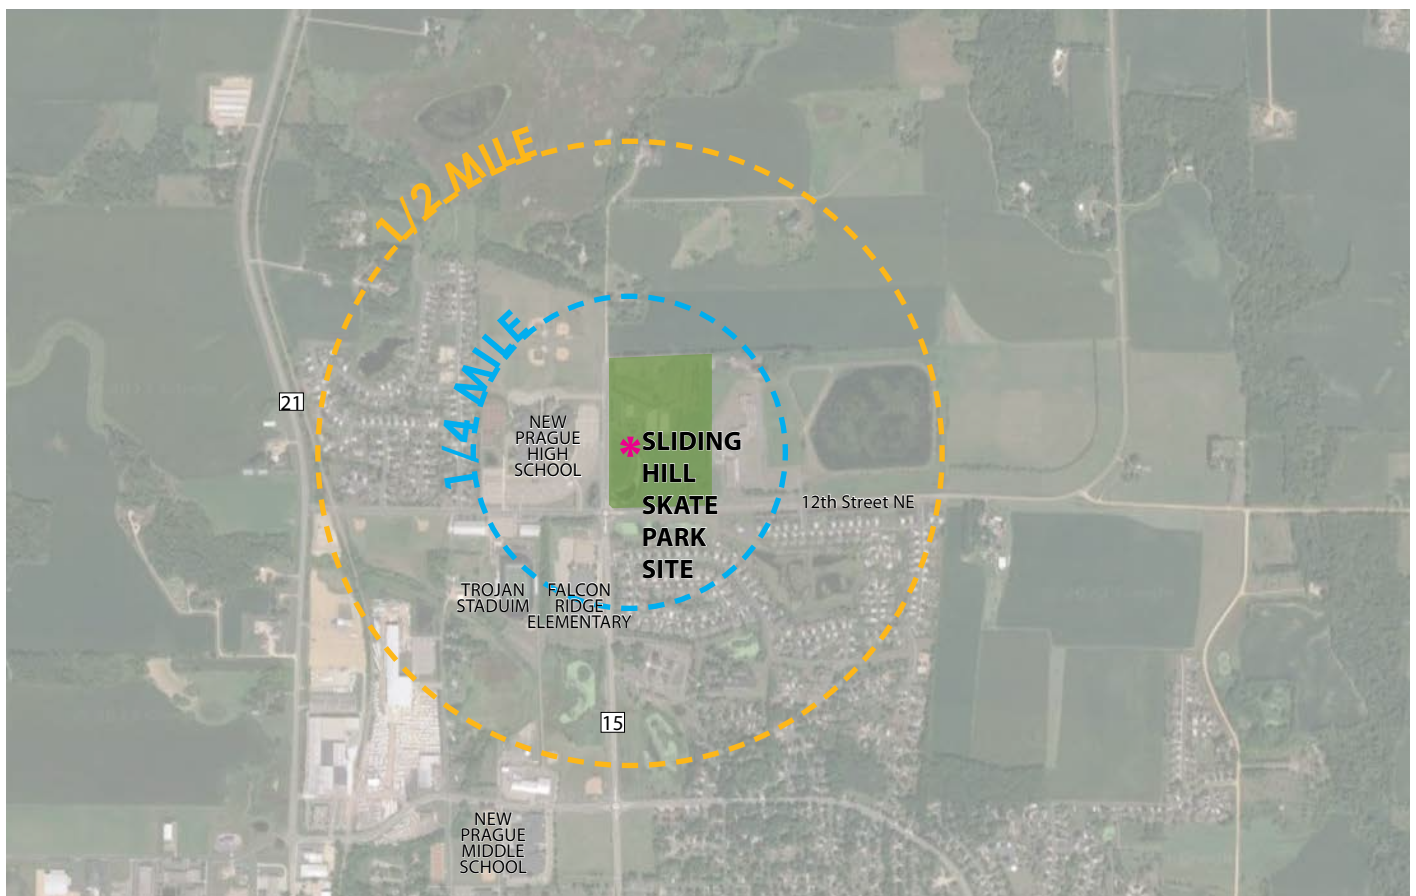 1/2 MILE
1/4 MILE
21
NEW
PRAGUE
HIGH
SCHOOL
SLIDING
HILL
SKATE
PARK
SITE
12th Street NE
TROJAN
STADUIM
FALCON
RIDGE
ELEMENTARY
15
NEW
PRAGUE
MIDDLE
SCHOOL